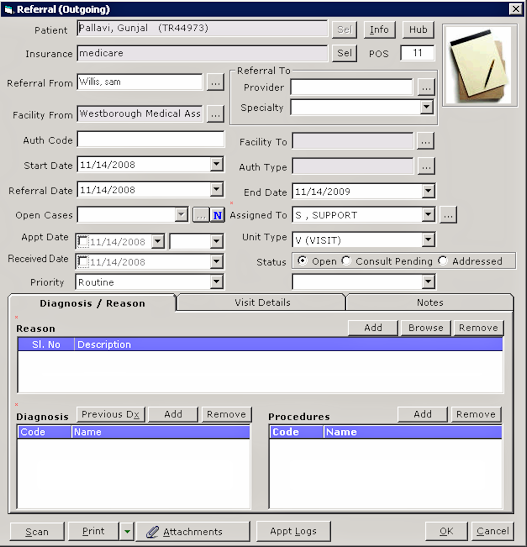 Referral (Outgoing)
Patient Pallavi, Gunjal (TR44973) Sel Info Hub
Insurance medicare Sel POS 11
Referral From Willis, sam ...
Referral To
Provider ...
Specialty
Facility From Westborough Medical Ass ...
Auth Code
Facility To ...
Start Date 11/14/2008
Auth Type ...
Referral Date 11/14/2008
End Date 11/14/2009
Open Cases ... N Assigned To S , SUPPORT ...
Appt Date 11/14/2008
Unit Type V (VISIT)
Received Date 11/14/2008
Status Open Consult Pending Addressed
Priority Routine
Diagnosis / Reason Visit Details Notes
Reason Add Browse Remove
Sl. No Description
Diagnosis Previous Dx Add Remove Procedures Add Remove
Code Name Code Name
Scan Print Attachments Appt Logs OK Cancel